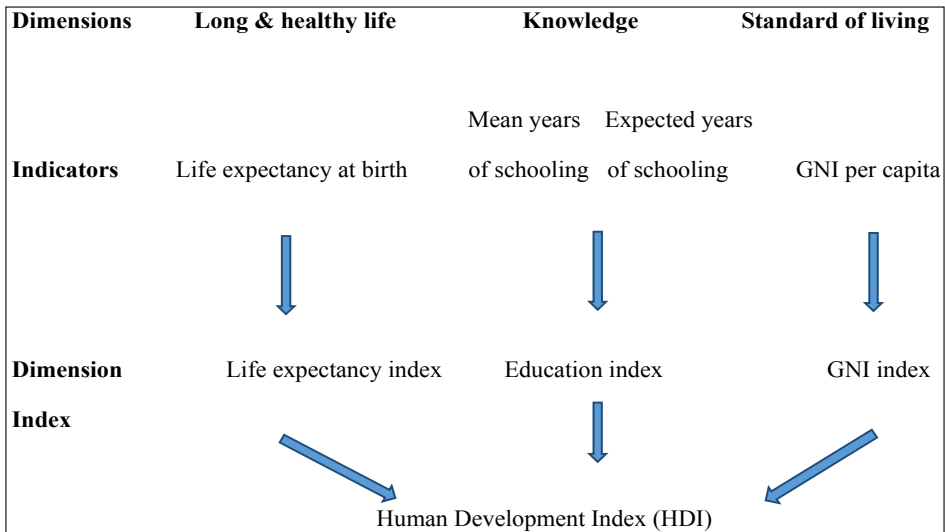 Dimensions Long & healthy life Knowledge Standard of living
Mean years Expected years
Indicators Life expectancy at birth of schooling of schooling GNI per capita
Dimension Life expectancy index Education index GNI index
Index
Human Development Index (HDI)